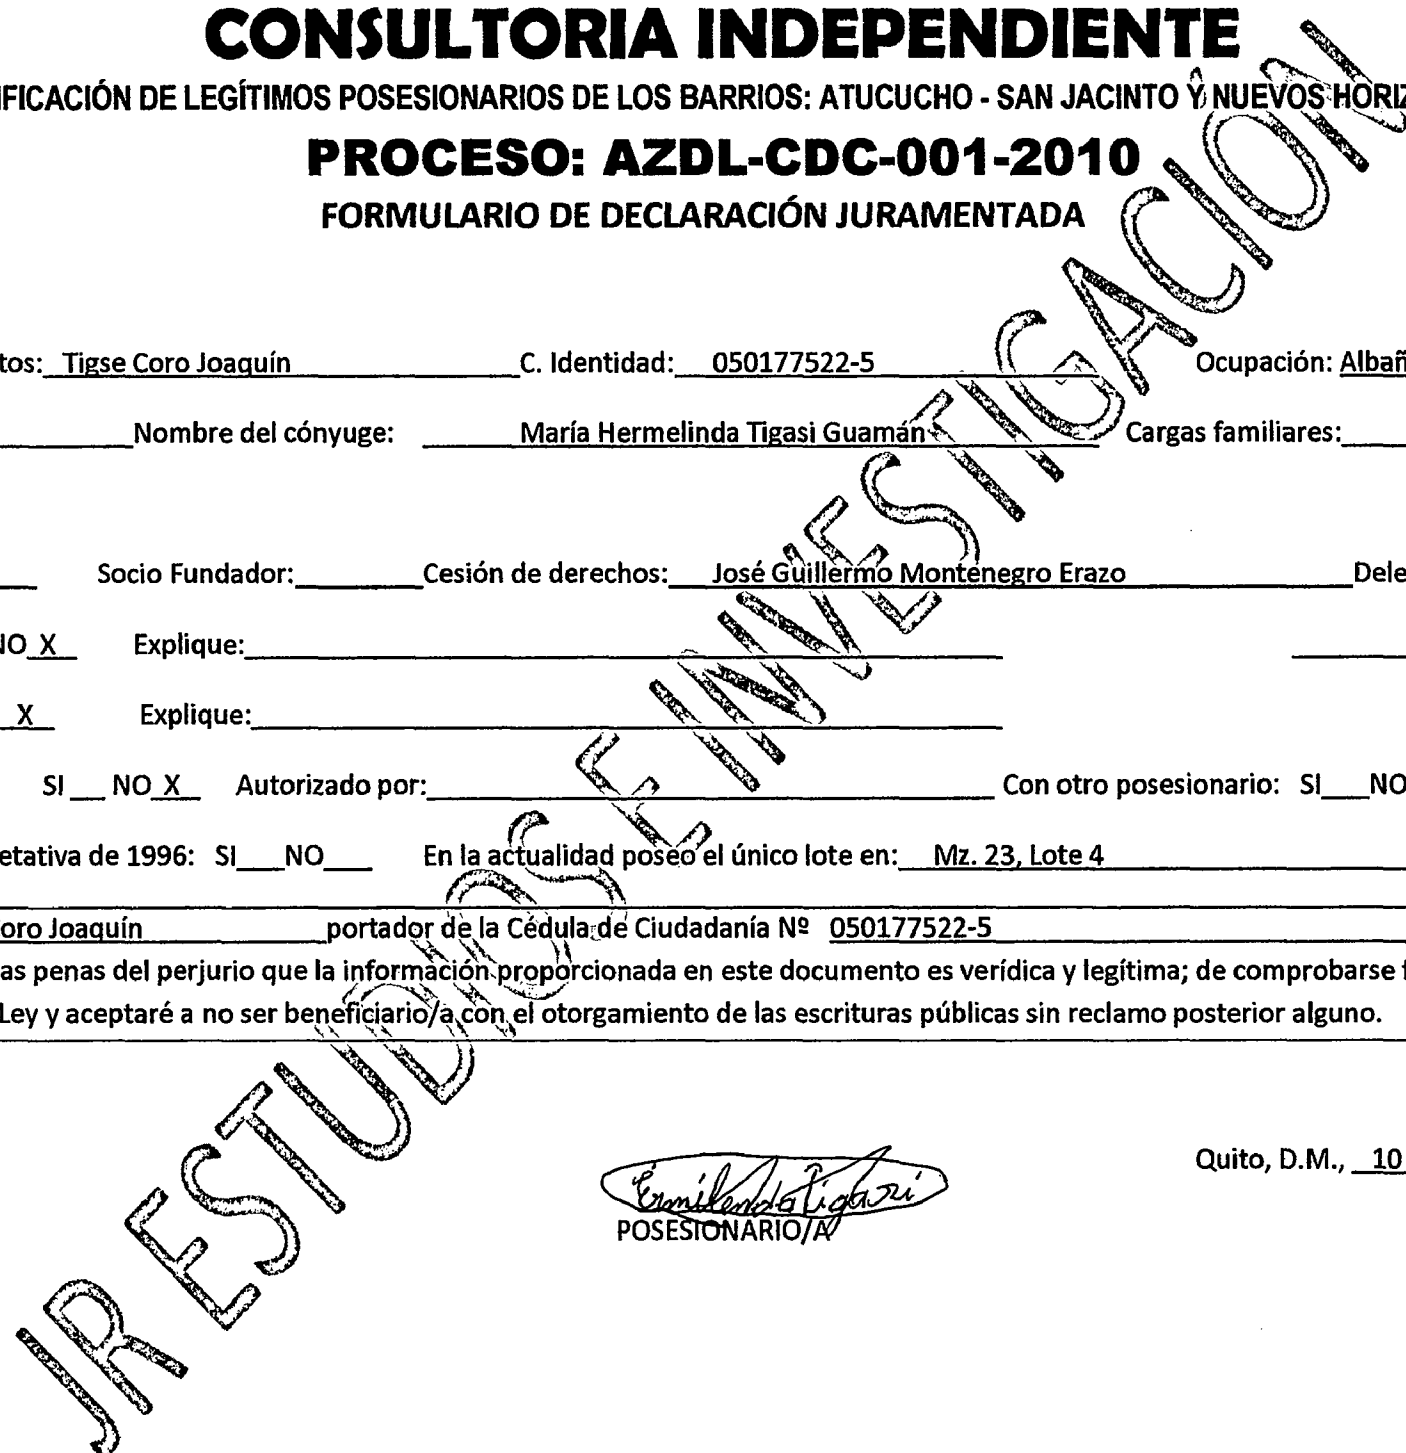 CONSULTORIA INDEPENDIENTE
IFICACIÓN DE LEGÍTIMOS POSESIONARIOS DE LOS BARRIOS: ATUCUCHO - SAN JACINTO Y NUEVOS HORIZ
PROCESO: AZDL-CDC-001-2010
FORMULARIO DE DECLARACIÓN JURAMENTADA
tos: Tigse Coro Joaquín C. Identidad: 050177522-5 Ocupación: Albañ
Nombre del cónyuge: María Hermelinda Tigasi Guamán Cargas familiares:
Socio Fundador: Cesión de derechos: José Guillermo Montenegro Erazo Dele
NO X Explique:
X Explique:
SI NO X Autorizado por: Con otro posesionario: SI NO
etativa de 1996: SI NO En la actualidad poseo el único lote en: Mz. 23, Lote 4
oro Joaquín portador de la Cédula de Ciudadanía Nº 050177522-5
as penas del perjurio que la información proporcionada en este documento es verídica y legítima; de comprobarse f
Ley y aceptaré a no ser beneficiario/a con el otorgamiento de las escrituras públicas sin reclamo posterior alguno.
Quito, D.M., 10
Ermilenda Tigasi
POSESIONARIO/A
JR ESTUDIOS E INVESTIGACION